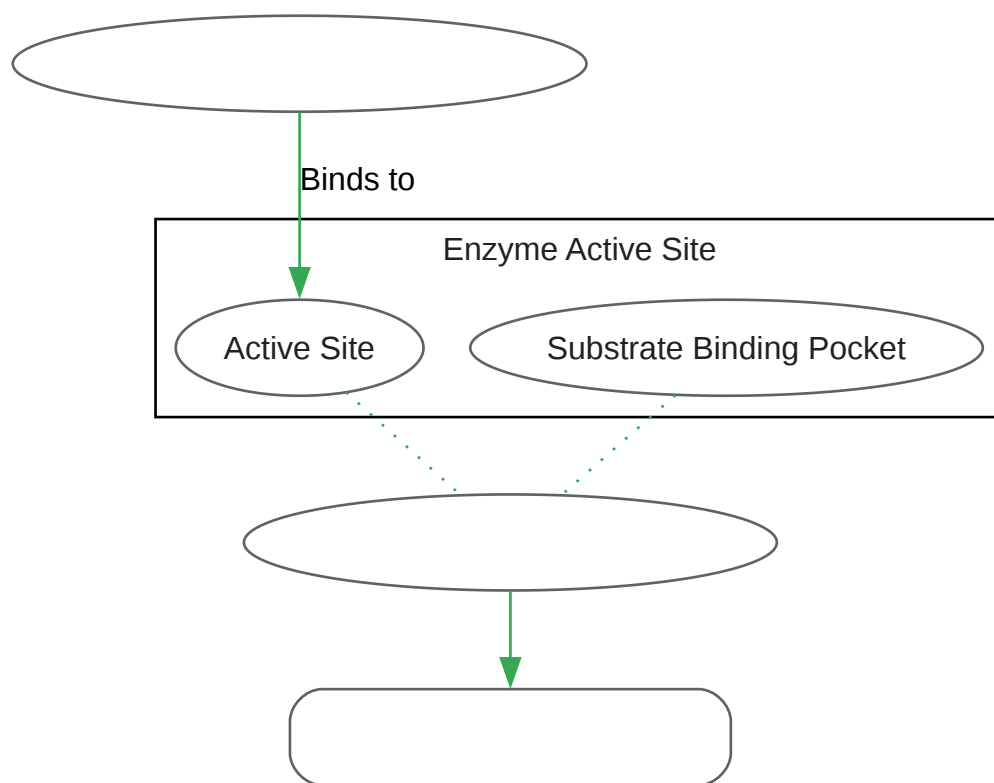 Binds to
Enzyme Active Site
Active Site
Substrate Binding Pocket